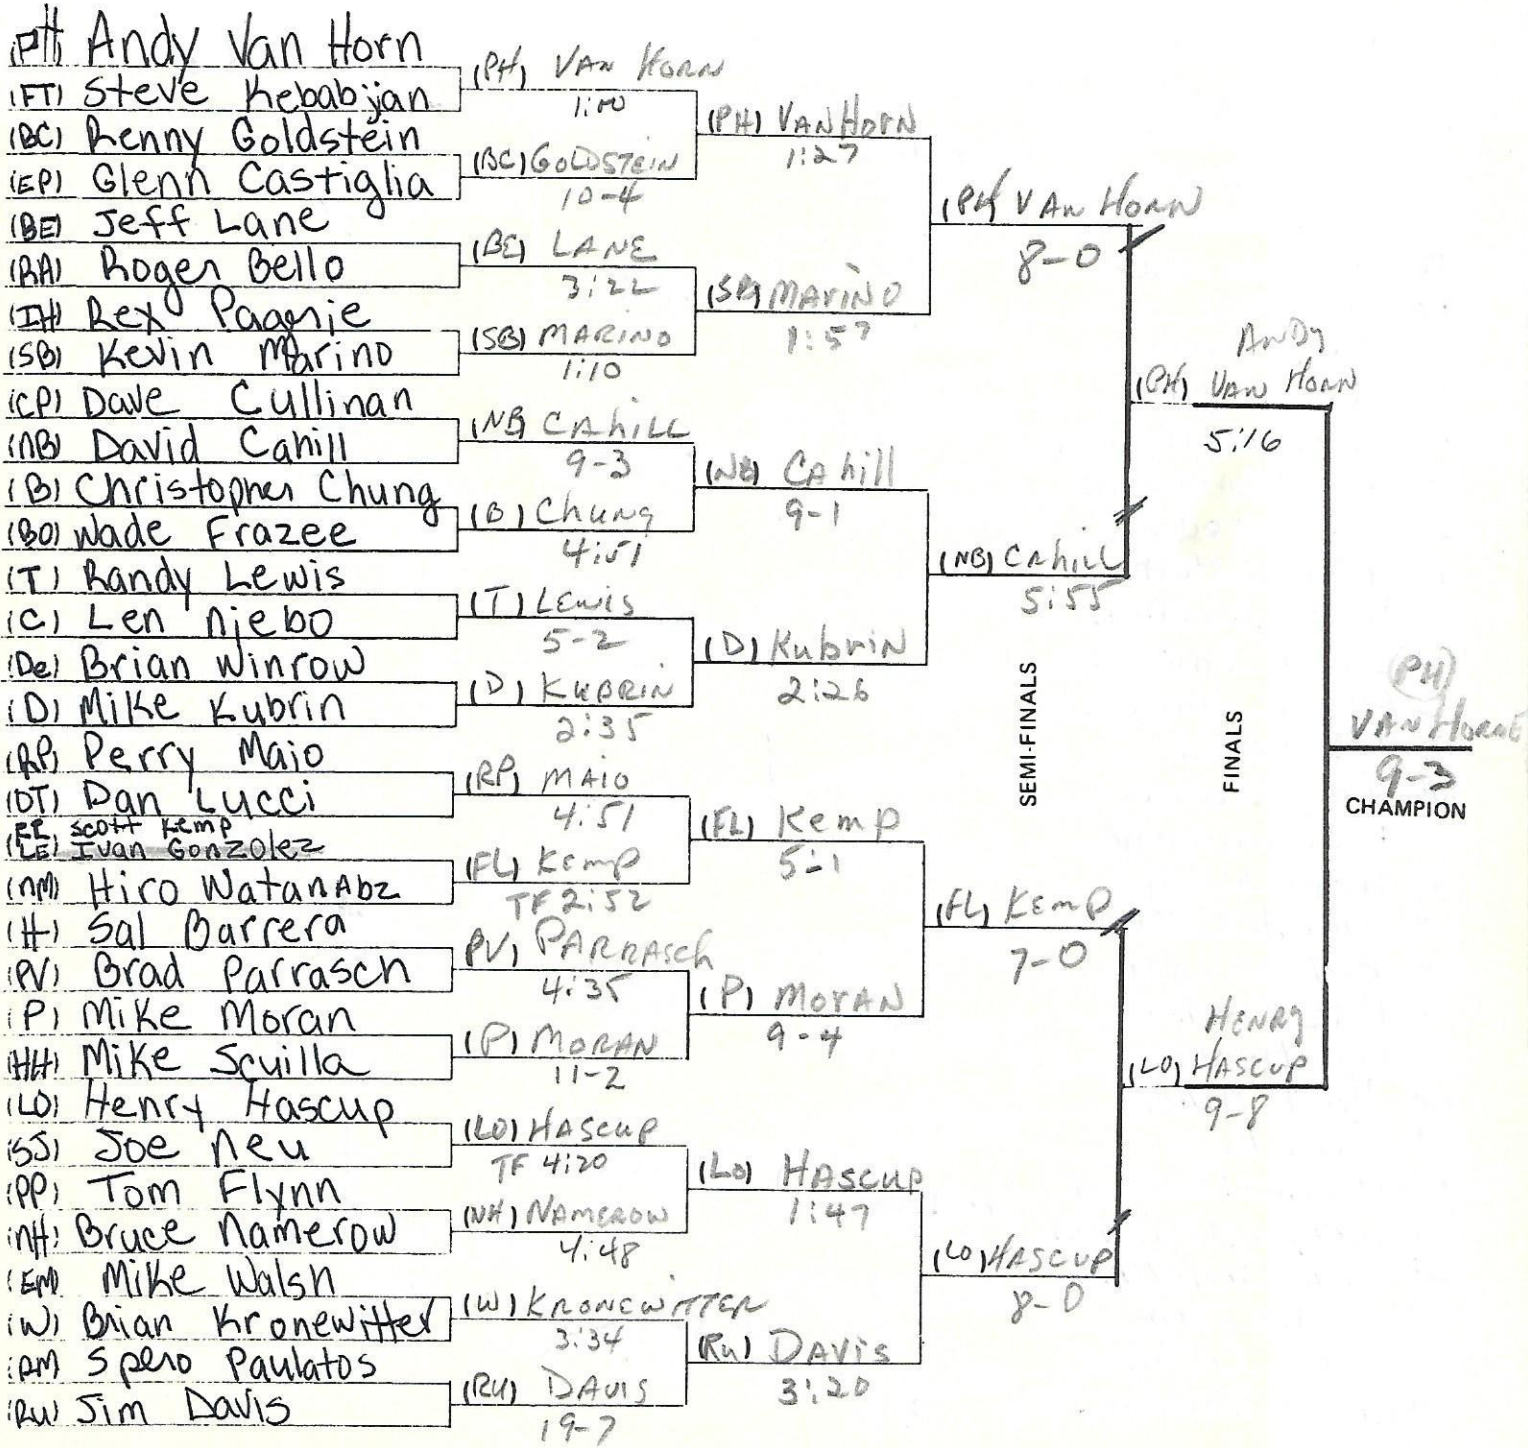 (PH) Andy Van Horn
(FT) Steve Kebabjian
(BC) Renny Goldstein
(EP) Glenn Castiglia
(BE) Jeff Lane
(RA) Roger Bello
(IH) Rex
(SB) Kevin Marino
(CP) Dave Cullinan
(NB) David Cahill
(B) Christopher Chung
(BO) Wade Frazee
(T) Randy Lewis
(C) Len Niebo
(De) Brian Winrow
(D) Mike Kubrin
(RP) Perry Maio
(DT) Dan Lucci
Scott Kemp
(LE) Ivan Gonzolez
(NM) Hiro WatanAbz
(H) Sal Barrera
(PV) Brad Parrasch
(P) Mike Moran
(HH) Mike Scuilla
(LO) Henry Hascup
(SJ) Joe Neu
(PP) Tom Flynn
(NH) Bruce Namerow
(EM) Mike Walsh
(W) Brian Kronewitter
Spero Paulatos
(RU) Jim Davis
(PH) VAN HORN
1:00
(BC) GOLDSTEIN
10-4
(BE) LANE
3:22
(SB) MARINO
1:10
(NB) CAhiLL
9-3
(B) Chung
4:51
(T) LEWIS
5-2
(D) KUBRIN
2:35
(RP) MAIO
4:51
(FL) Kemp
TF 2:52
PV) PARRASCh
4:35
(P) MORAN
11-2
(LO) HASCUP
TF 4:20
(NH) NAMEROW
4:48
(W) KRONEWITTER
3:34
(RU) DAVIS
19-7
(PH) VAN HORN
1:27
(SB) MARINO
1:57
(NB) CAhill
9-1
(D) KubriN
2:26
(FL) Kemp
5-1
(P) MORAN
9-4
(LO) HASCUP
1:47
(RU) DAVIS
3:20
(PH) VAN HORN
8-0
(NB) CAhiLL
5:55
(FL) KEMP
7-0
(LO) HASCUP
8-0
SEMI-FINALS
ANDY
(PH) VAN HORN
5:16
HENRY
(LO) HASCUP
9-8
FINALS
(PH)
VAN HORNE
9-3
CHAMPION